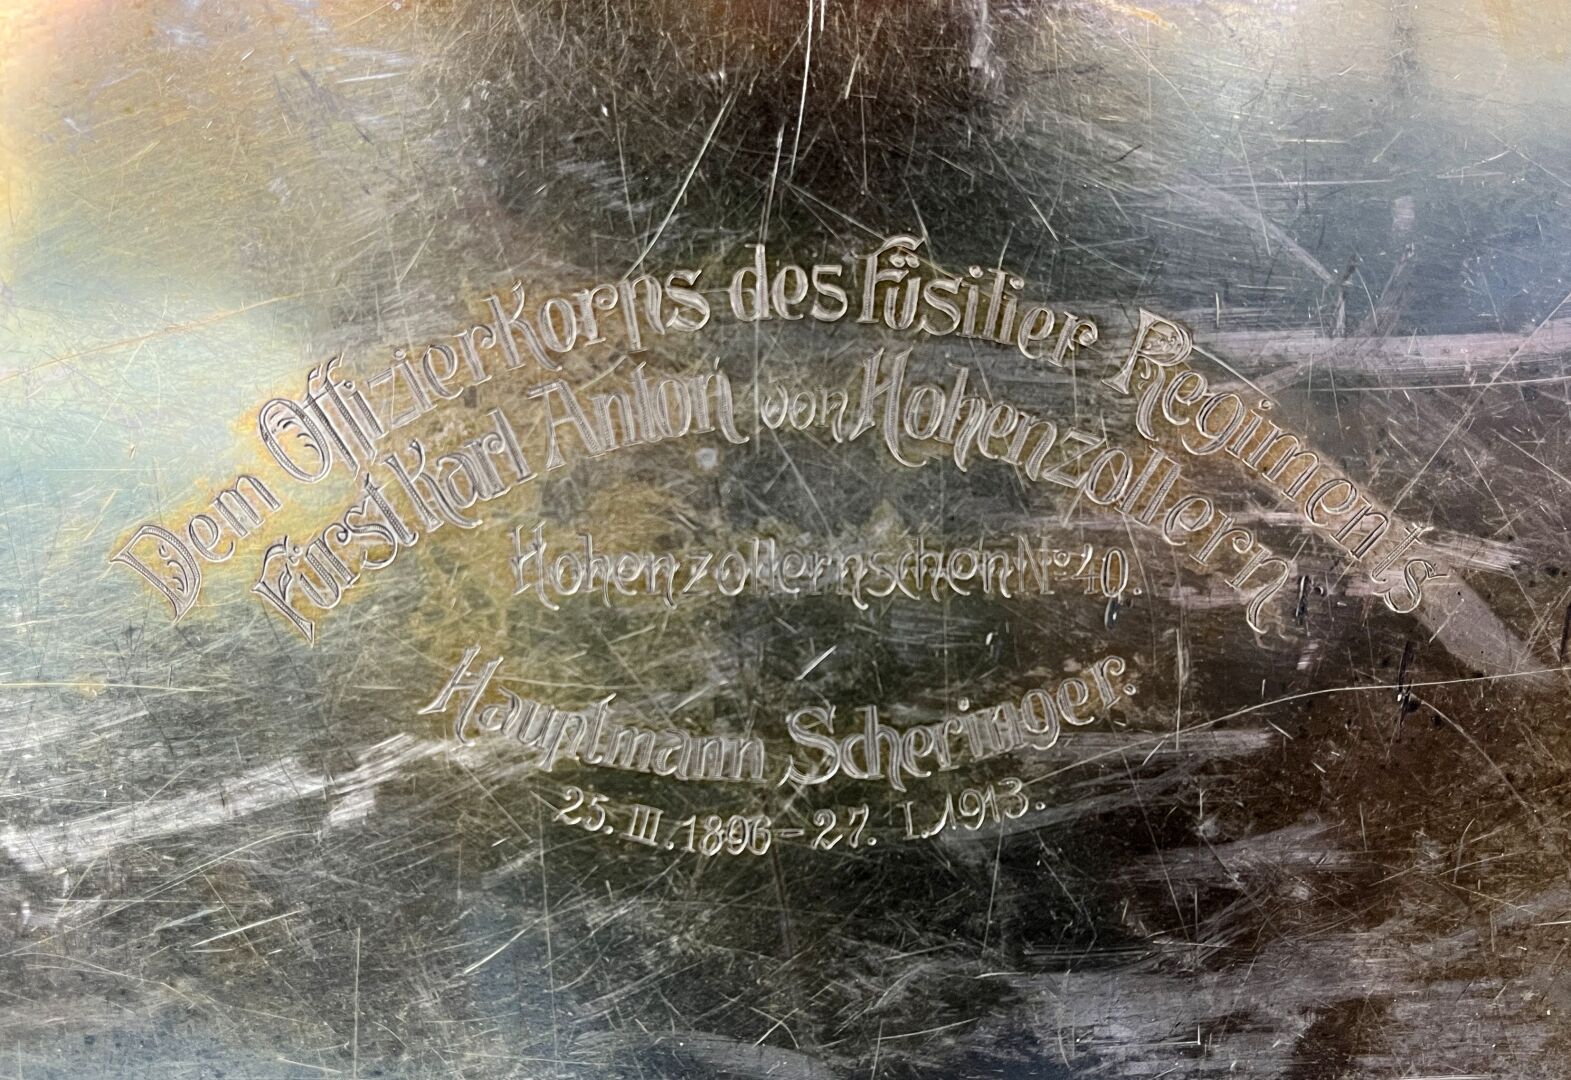 Dem Offizierkorps des Füsilier Regiments
Fürst Karl Anton von Hohenzollern
Hohenzollernschen No 40.
Hauptmann Scheringer.
25. III. 1896 - 27. I. 1913.